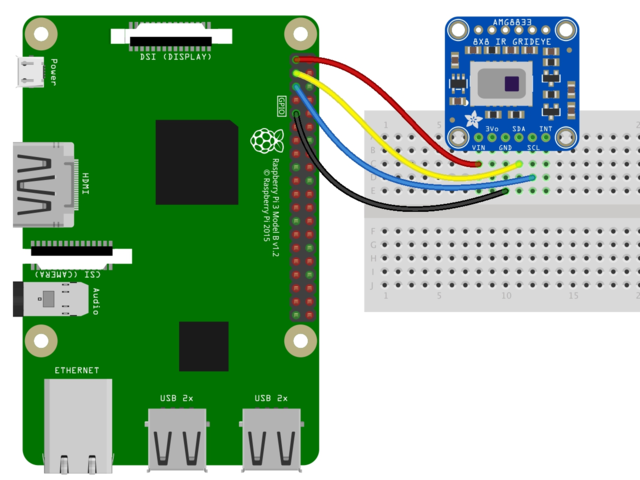 DSI (DISPLAY)
Power
HDMI
GPIO
Raspberry Pi 3 Model B v1.2
© Raspberry Pi 2015
CSI (CAMERA)
Audio
ETHERNET
USB 2x
USB 2x
AMG8833
8X8 IR GRIDEYE
3Vo SDA INT
VIN GND SCL
1 5 10 15
A
B
C
D
E
F
G
H
I
J